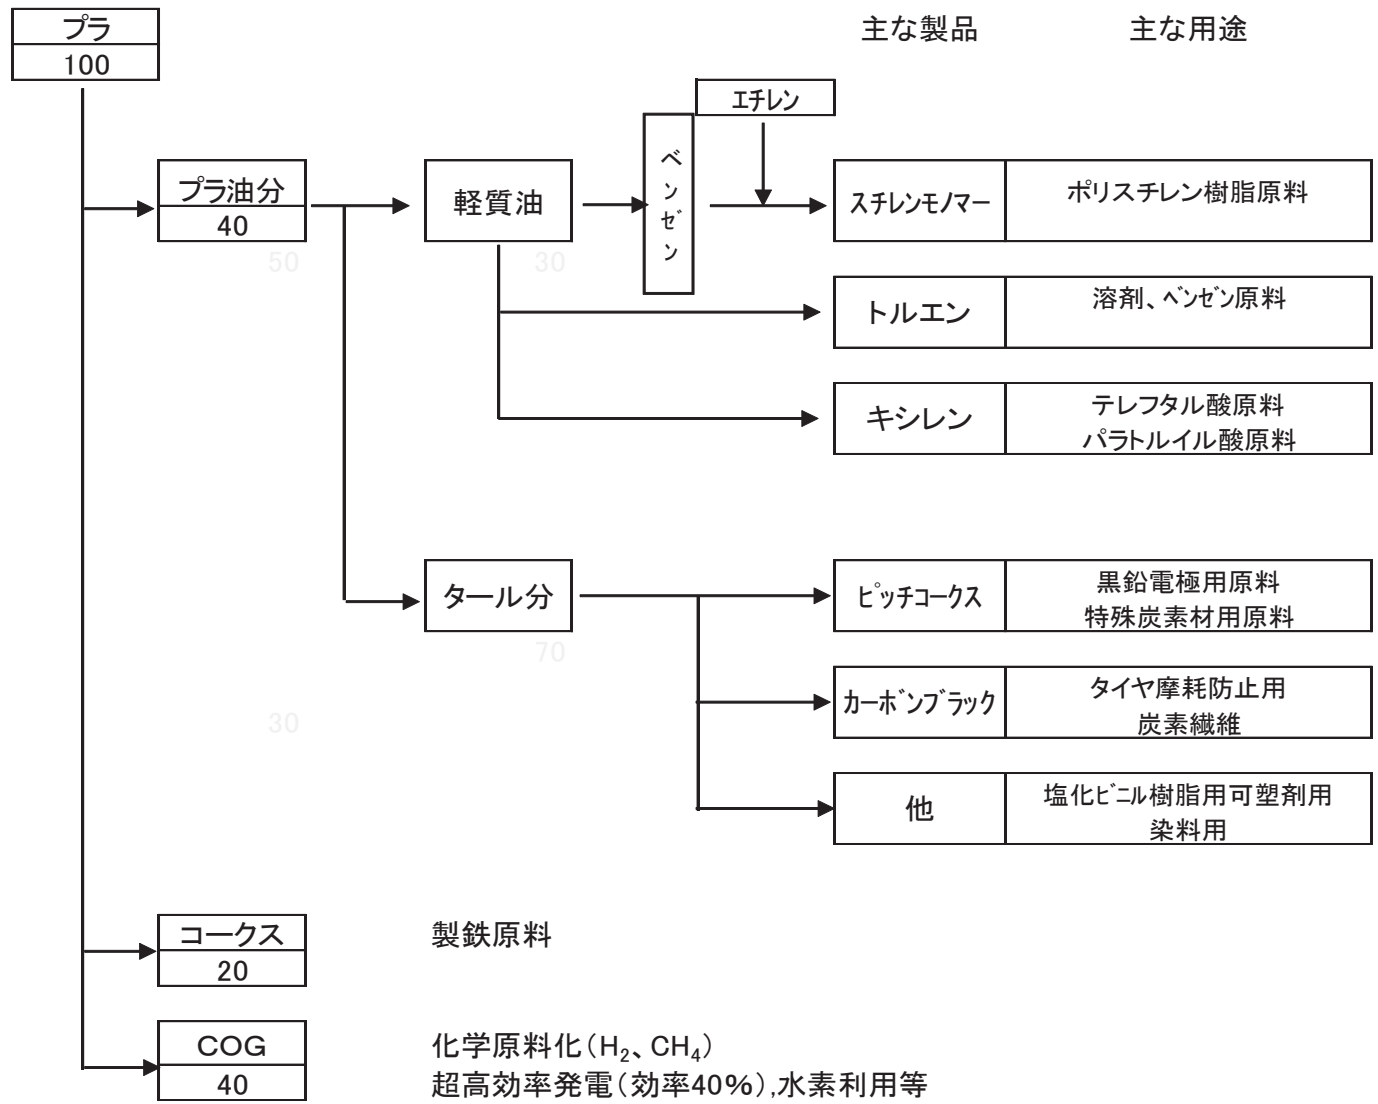 プラ
100
主な製品
主な用途
エチレン
ベンゼン
プラ油分
40
軽質油
スチレンモノマー
ポリスチレン樹脂原料
50
30
トルエン
溶剤、ベンゼン原料
キシレン
テレフタル酸原料
パラトルイル酸原料
タール分
ピッチコークス
黒鉛電極用原料
特殊炭素材用原料
70
カーボンブラック
タイヤ摩耗防止用
炭素繊維
30
他
塩化ビニル樹脂用可塑剤用
染料用
コークス
20
製鉄原料
COG
40
化学原料化(H₂、CH₄)
超高効率発電(効率40%),水素利用等